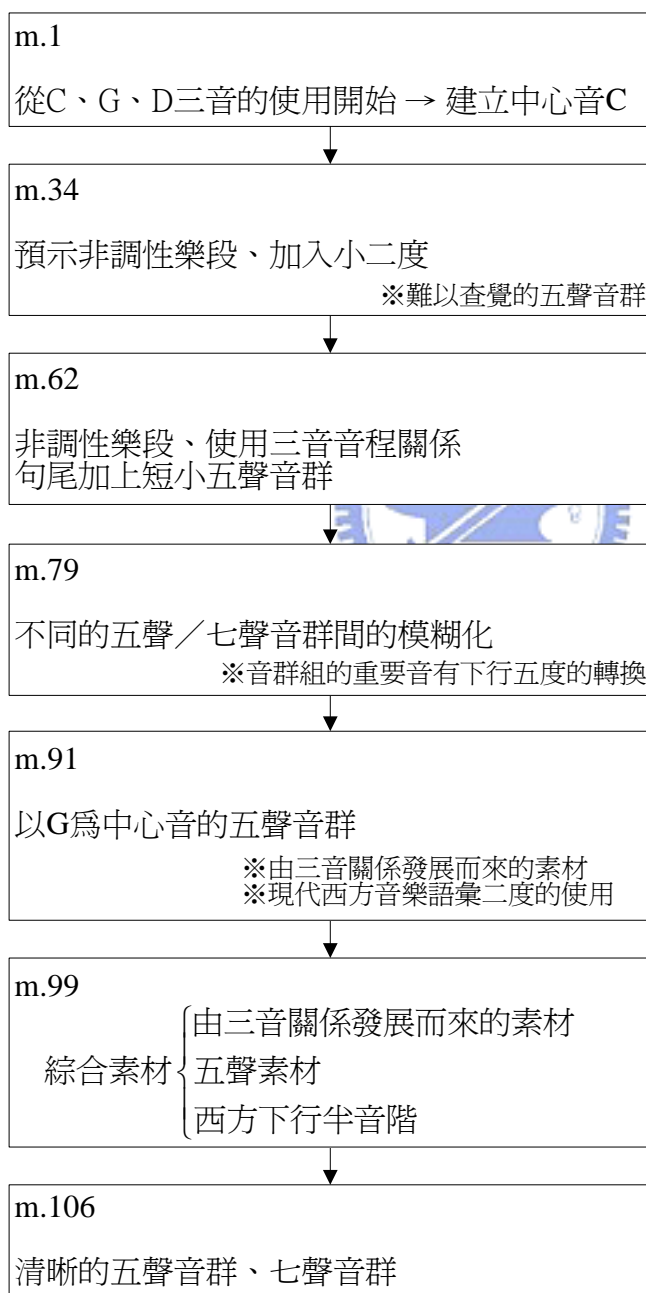 m.1
從C、G、D三音的使用開始 → 建立中心音C
m.34
預示非調性樂段、加入小二度
※難以查覺的五聲音群
m.62
非調性樂段、使用三音音程關係
句尾加上短小五聲音群
m.79
不同的五聲／七聲音群間的模糊化
※音群組的重要音有下行五度的轉換
m.91
以G爲中心音的五聲音群
※由三音關係發展而來的素材
※現代西方音樂語彙二度的使用
m.99
綜合素材
由三音關係發展而來的素材
五聲素材
西方下行半音階
m.106
清晰的五聲音群、七聲音群